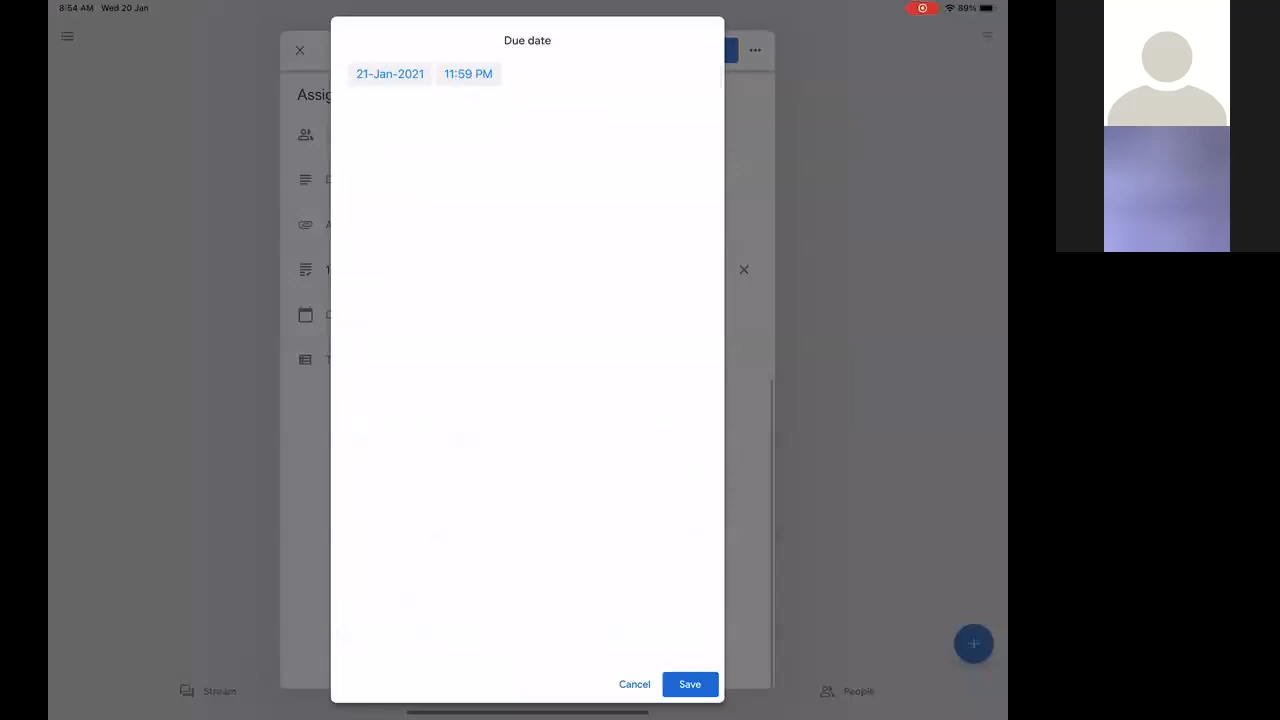 8:54 AM Wed 20 Jan
89%
Due date
21-Jan-2021 11:59 PM
Assig
1
Cancel Save
Stream
People